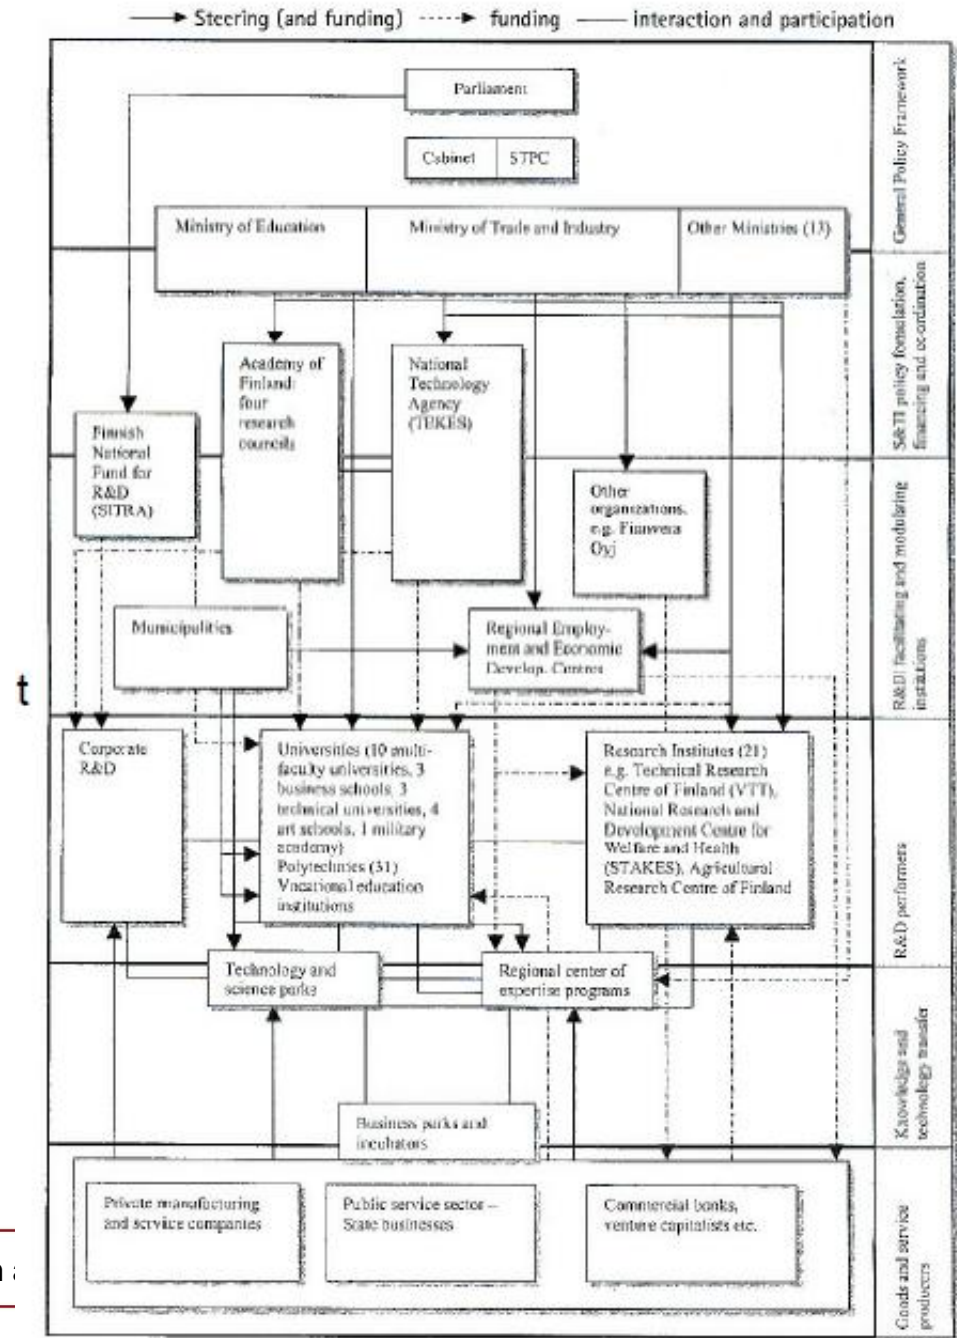 Steering (and funding)
funding
interaction and participation
Parliament
Cabinet
STPC
Ministry of Education
Ministry of Trade and Industry
Other Ministries (13)
General Policy Framework
S&TI policy formulation,
financing and co-ordination
Academy of
Finland:
four
research
councils
National
Technology
Agency
(TEKES)
Finnish
National
Fund for
R&D
(SITRA)
Other
organizations,
e.g. Finnvera
Oyj
R&DI facilitating and modulating
institutions
Municipalities
Regional Employ-
ment and Economic
Develop. Centres
t
Corporate
R&D
Universities (10 multi-
faculty universities, 3
business schools, 3
technical universities, 4
art schools, 1 military
academy)
Polytechnics (31)
Vocational education
institutions
Research Institutes (21)
e.g. Technical Research
Centre of Finland (VTT),
National Research and
Development Centre for
Welfare and Health
(STAKES), Agricultural
Research Centre of Finland
R&D performers
Technology and
science parks
Regional center of
expertise programs
Knowledge and
technology transfer
Business parks and
incubators
Private manufacturing
and service companies
Public service sector –
State businesses
Commercial banks,
venture capitalists etc.
Goods and service
producers